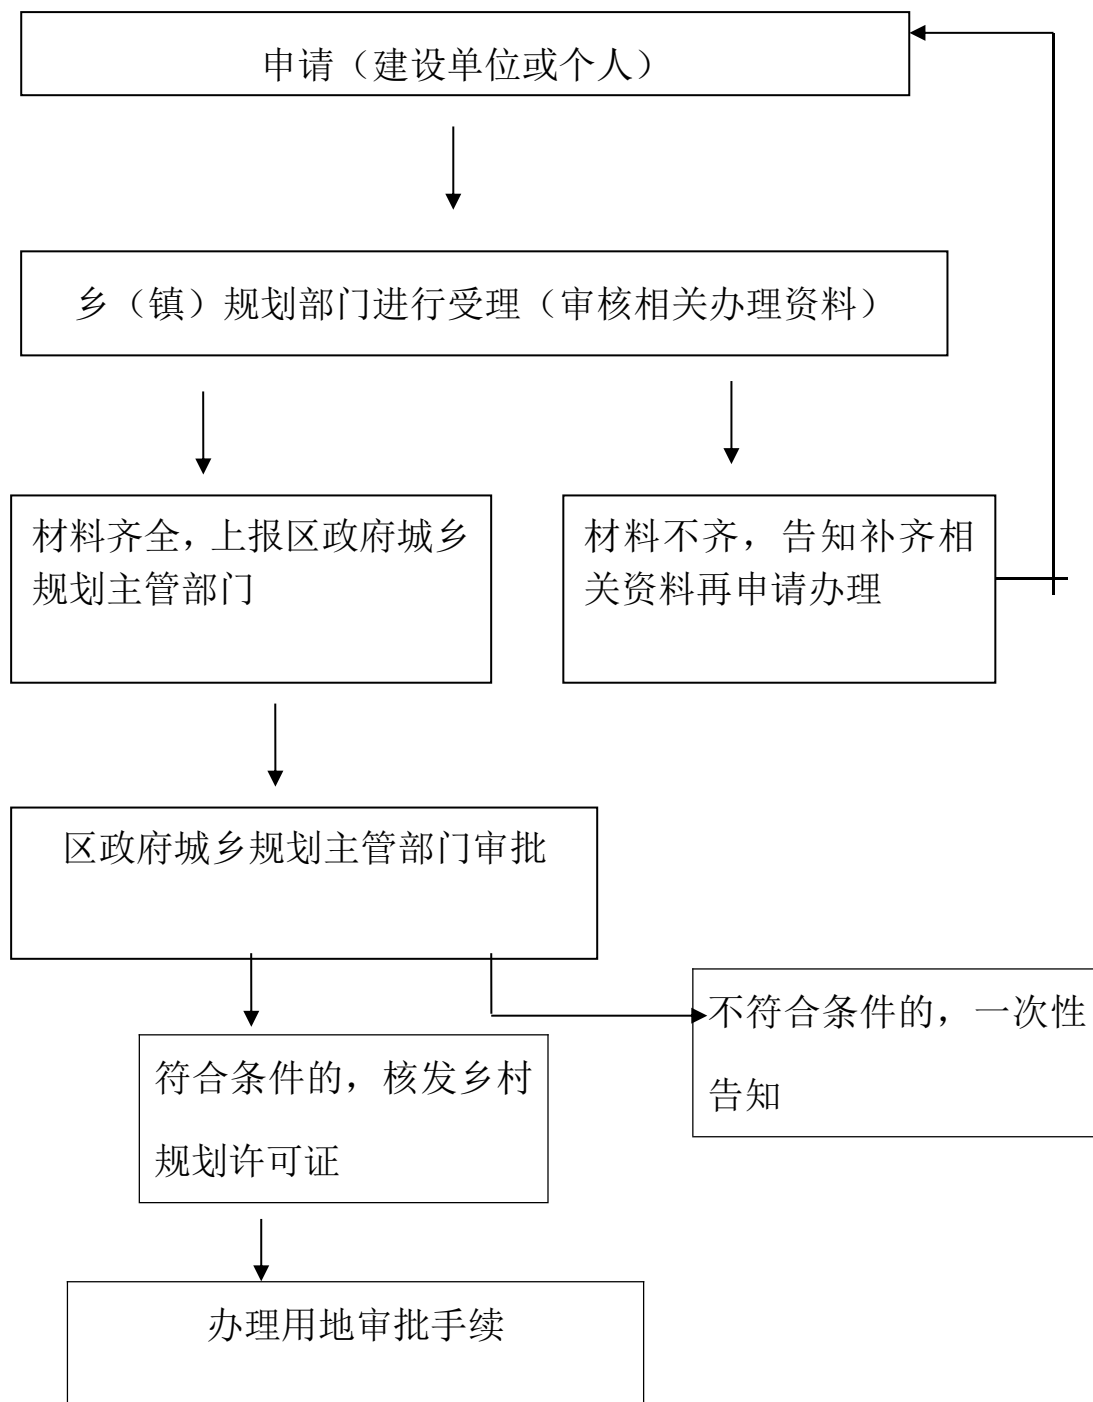 申请（建设单位或个人）
乡（镇）规划部门进行受理（审核相关办理资料）
材料齐全，上报区政府城乡
规划主管部门
材料不齐，告知补齐相
关资料再申请办理
区政府城乡规划主管部门审批
不符合条件的，一次性
告知
符合条件的，核发乡村
规划许可证
办理用地审批手续